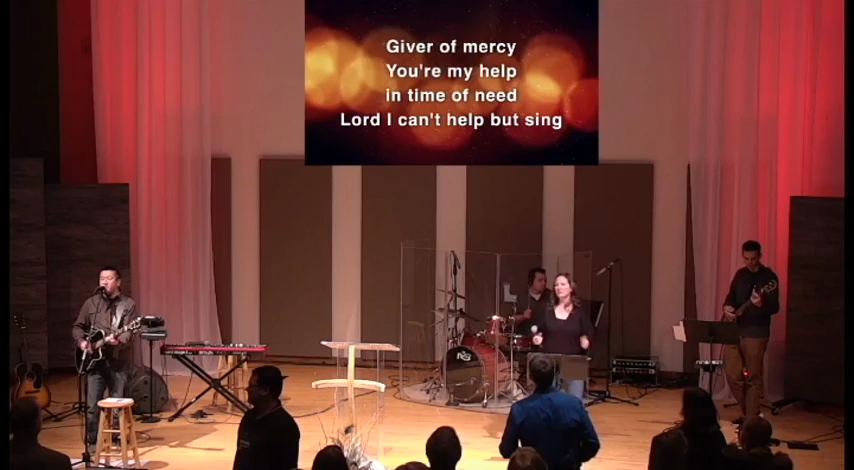 Giver of mercy
You're my help
in time of need
Lord I can't help but sing